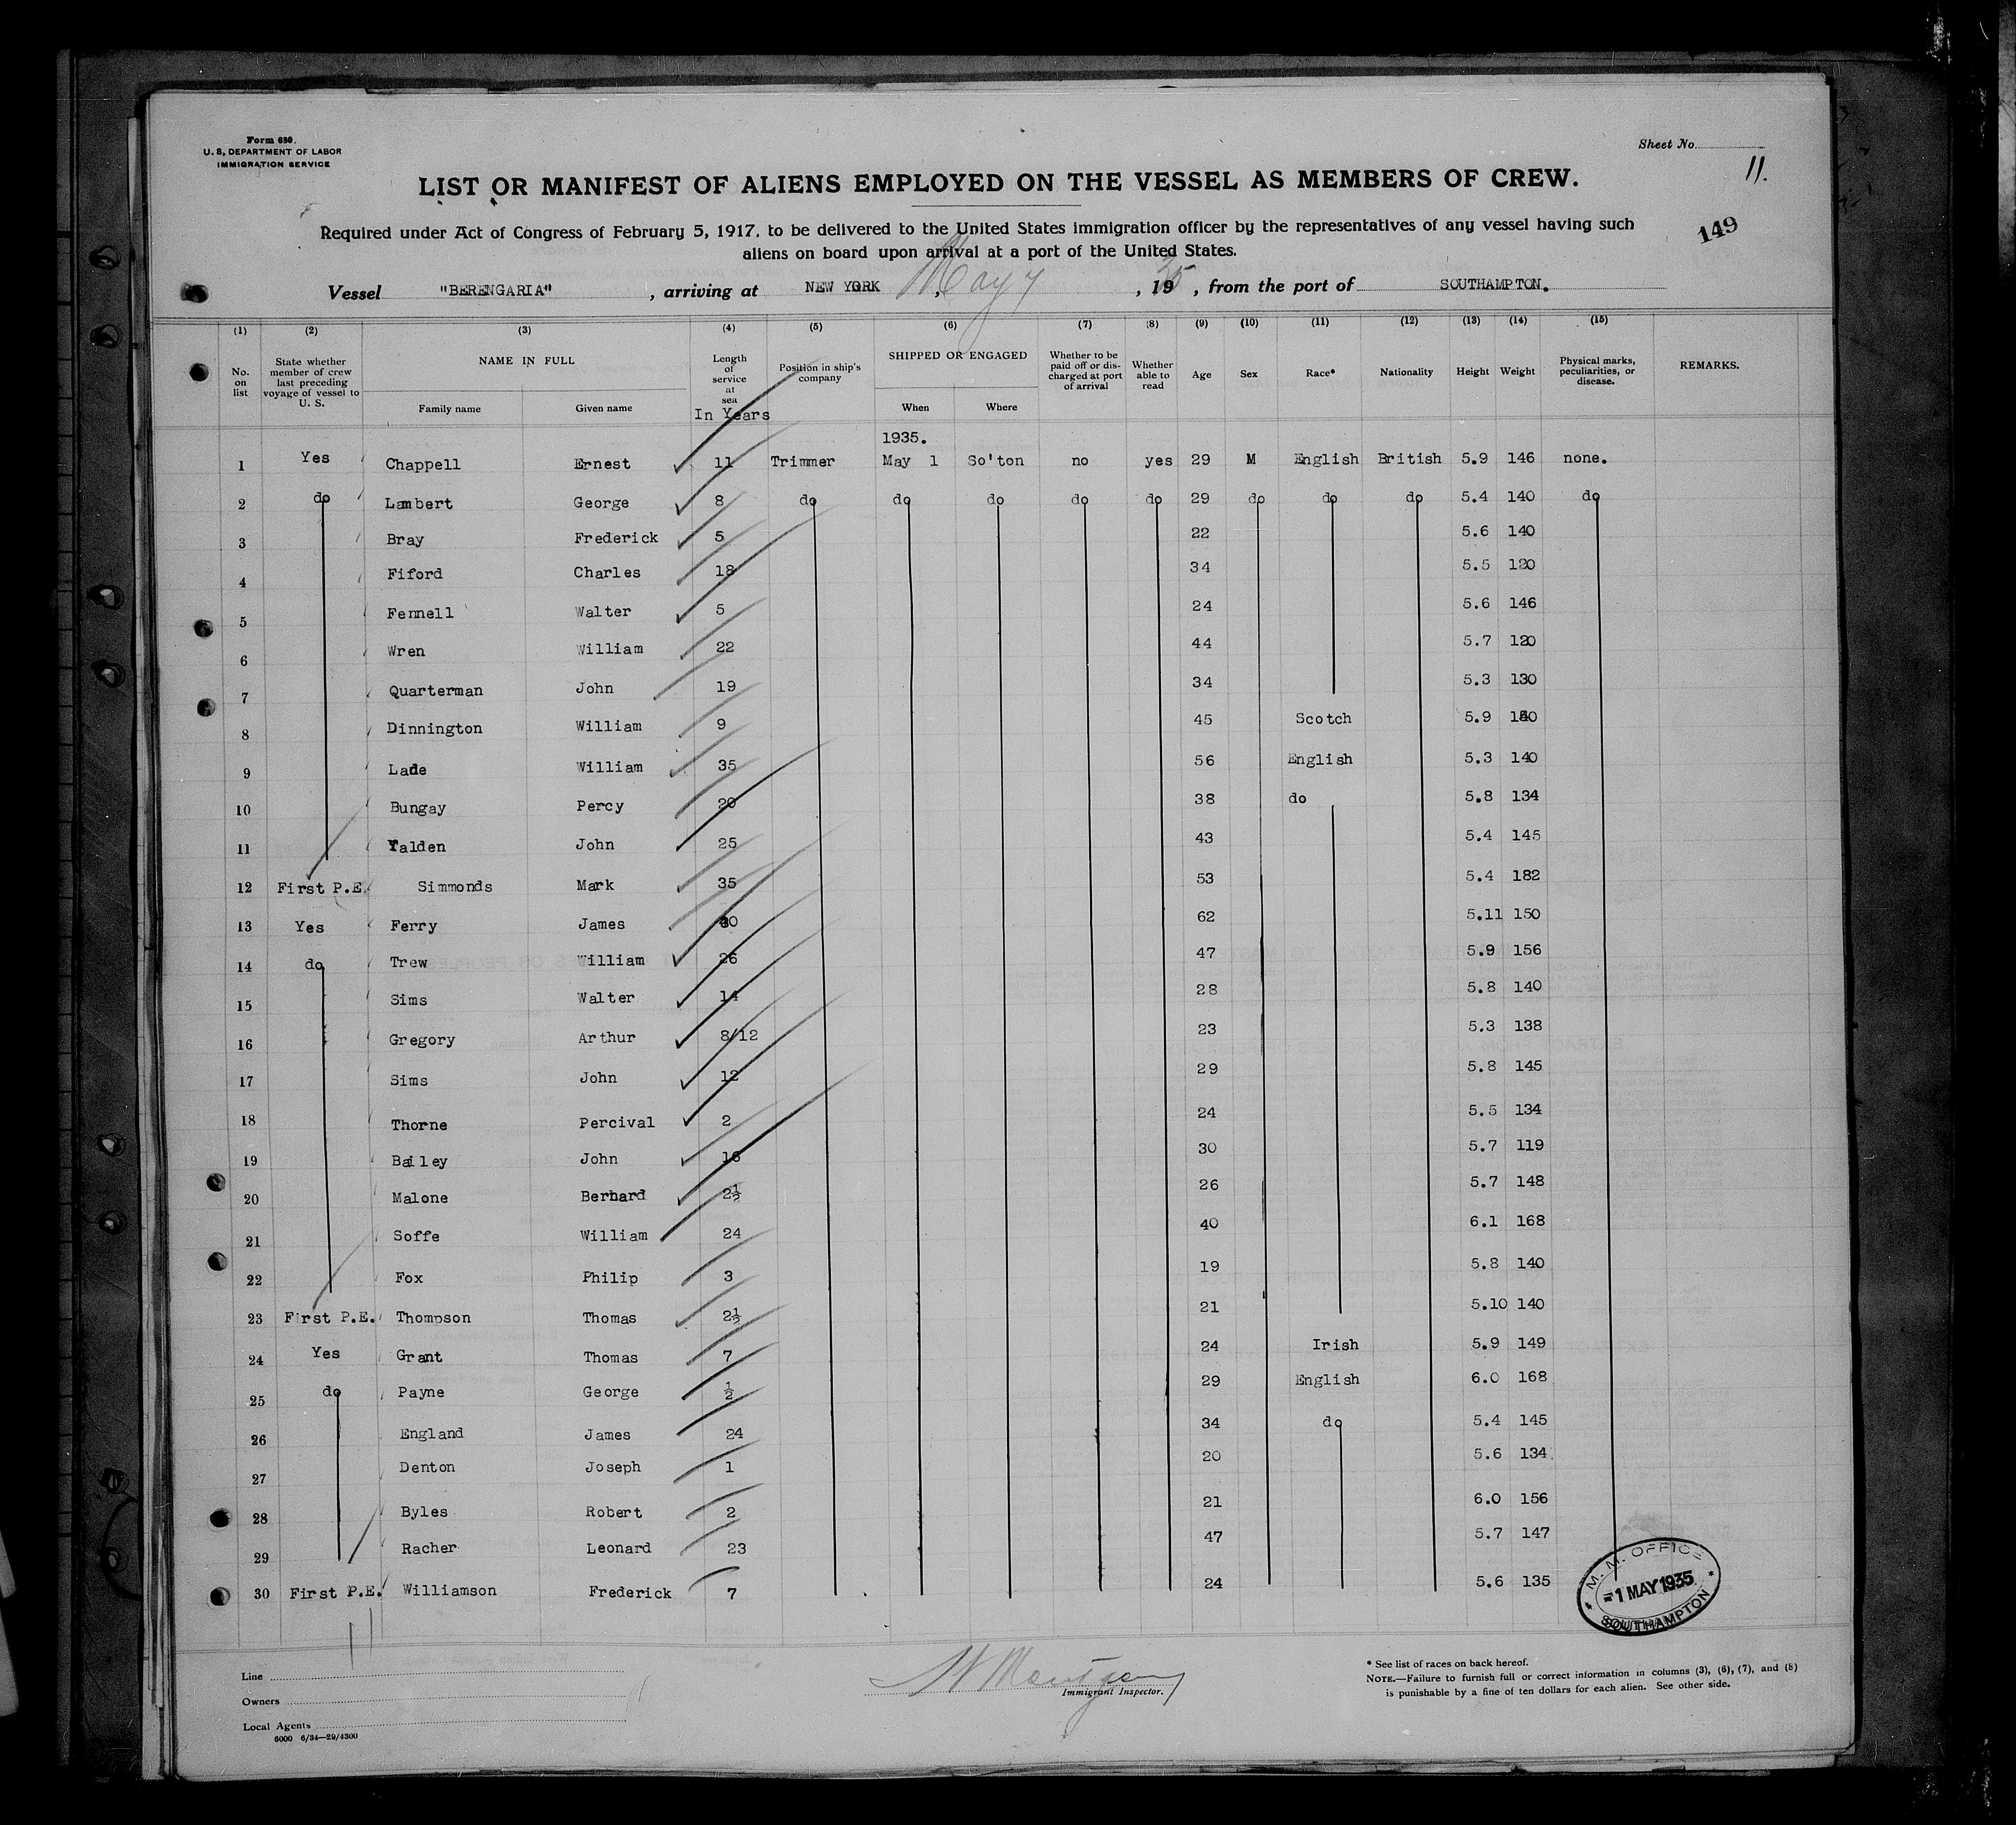 Form 630.
U. S. DEPARTMENT OF LABOR
IMMIGRATION SERVICE
Sheet No.
11.
LIST OR MANIFEST OF ALIENS EMPLOYED ON THE VESSEL AS MEMBERS OF CREW.
Required under Act of Congress of February 5, 1917, to be delivered to the United States immigration officer by the representatives of any vessel having such
aliens on board upon arrival at a port of the United States.
149
Vessel "BERENGARIA", arriving at NEW YORK, May 7, 1935, from the port of SOUTHAMPTON.
(1) (2) (3) (4) (5) (6) (7) (8) (9) (10) (11) (12) (13) (14) (15)
No. on list | State whether member of crew last preceding voyage of vessel to U. S. | NAME IN FULL Family name Given name | Length of service at sea In Years | Position in ship's company | SHIPPED OR ENGAGED When Where | Whether to be paid off or discharged at port of arrival | Whether able to read | Age | Sex | Race* | Nationality | Height | Weight | Physical marks, peculiarities, or disease. | REMARKS.
1935.
1 Yes Chappell Ernest 11 Trimmer May 1 So'ton no yes 29 M English British 5.9 146 none.
2 do Lambert George 8 do do do do do 29 do do do 5.4 140 do
3 Bray Frederick 5 22 5.6 140
4 Fiford Charles 18 34 5.5 120
5 Fennell Walter 5 24 5.6 146
6 Wren William 22 44 5.7 120
7 Quarterman John 19 34 5.3 130
8 Dinnington William 9 45 Scotch 5.9
9 Lade William 35 56 English 5.3 140
10 Bungay Percy 20 38 do 5.8 134
11 Yalden John 25 43 5.4 145
12 First P.E. Simmonds Mark 35 53 5.4 182
13 Yes Ferry James 40 62 5.11 150
14 do Trew William 26 47 5.9 156
15 Sims Walter 14 28 5.8 140
16 Gregory Arthur 8/12 23 5.3 138
17 Sims John 12 29 5.8 145
18 Thorne Percival 2 24 5.5 134
19 Bailey John 16 30 5.7 119
20 Malone Bernard 2½ 26 5.7 148
21 Soffe William 24 40 6.1 168
22 Fox Philip 3 19 5.8 140
23 First P.E. Thompson Thomas 2½ 21 5.10 140
24 Yes Grant Thomas 7 24 Irish 5.9 149
25 do Payne George ½ 29 English 6.0 168
26 England James 24 34 do 5.4 145
27 Denton Joseph 1 20 5.6 134
28 Byles Robert 2 21 6.0 156
29 Racher Leonard 23 47 5.7 147
30 First P.E. Williamson Frederick 7 24 5.6 135
M. M. OFFICE
-1 MAY 1935
SOUTHAMPTON
Line
Owners
Local Agents
6000 6/34—29/4300
Immigrant Inspector.
* See list of races on back hereof.
NOTE.—Failure to furnish full or correct information in columns (3), (6), (7), and (8)
is punishable by a fine of ten dollars for each alien. See other side.